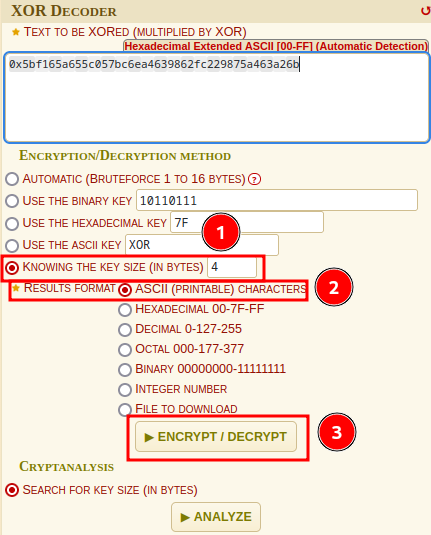 XOR DECODER
★ TEXT TO BE XORED (MULTIPLIED BY XOR)
Hexadecimal Extended ASCII [00-FF] (Automatic Detection)
0x5bf165a655c057bc6ea4639862fc229875a463a26b
ENCRYPTION/DECRYPTION METHOD
AUTOMATIC (BRUTEFORCE 1 TO 16 BYTES) ?
USE THE BINARY KEY 10110111
USE THE HEXADECIMAL KEY 7F
1
USE THE ASCII KEY XOR
KNOWING THE KEY SIZE (IN BYTES) 4
★ RESULTS FORMAT ASCII (PRINTABLE) CHARACTERS 2
HEXADECIMAL 00-7F-FF
DECIMAL 0-127-255
OCTAL 000-177-377
BINARY 00000000-11111111
INTEGER NUMBER
FILE TO DOWNLOAD
▶ ENCRYPT / DECRYPT 3
CRYPTANALYSIS
SEARCH FOR KEY SIZE (IN BYTES)
▶ ANALYZE